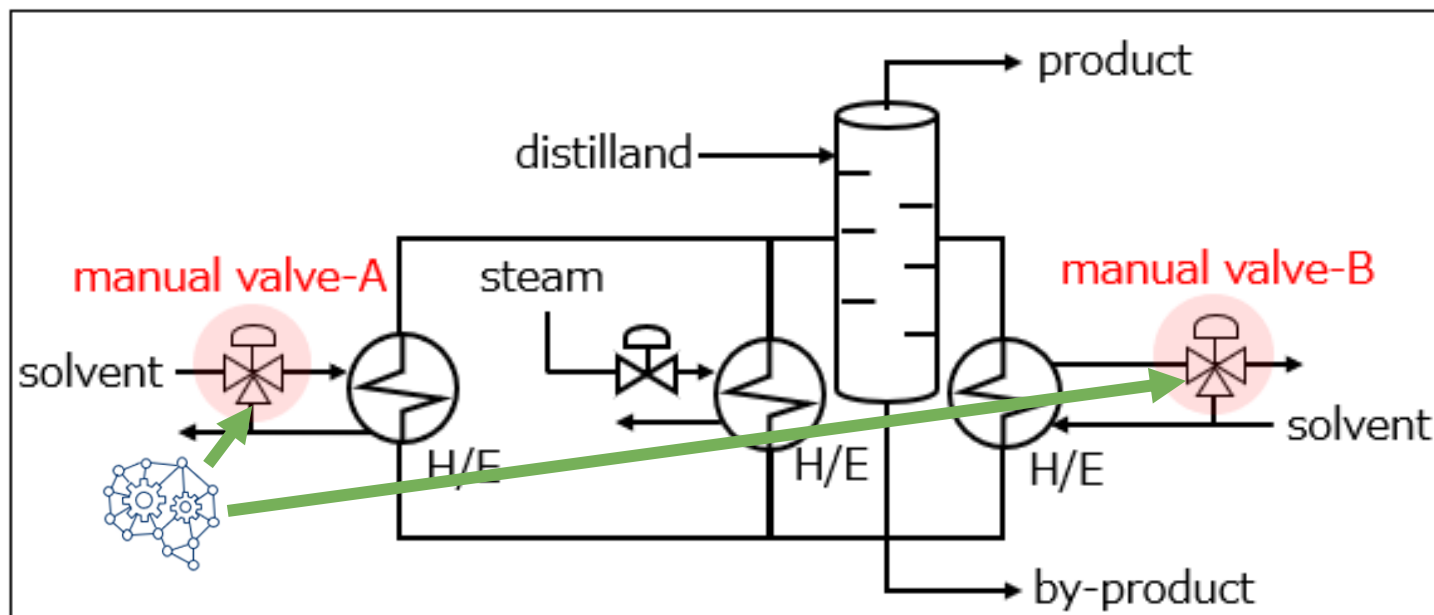 product
distilland
manual valve-A
steam
manual valve-B
solvent
solvent
H/E
H/E
H/E
by-product